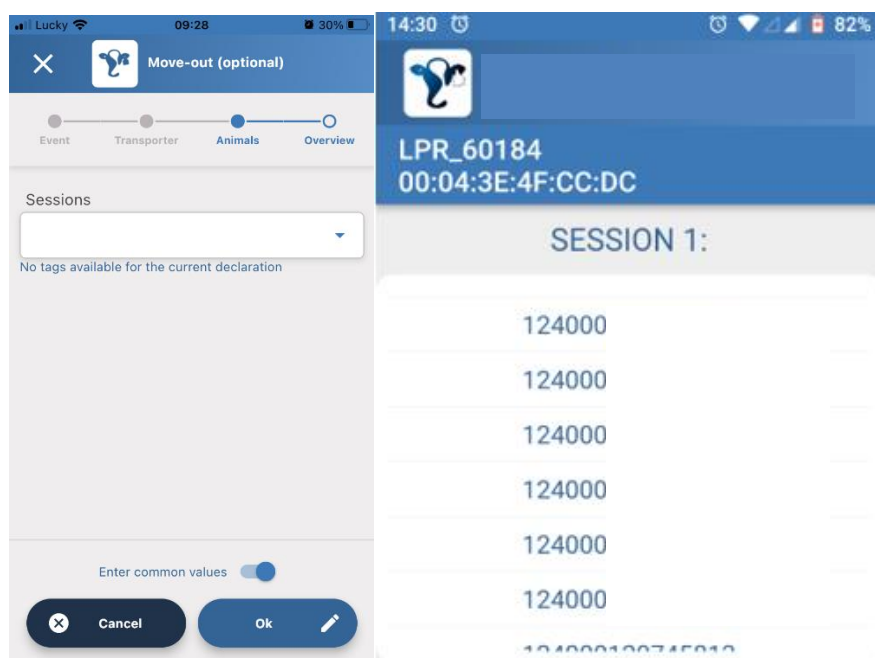 Lucky 09:28 30%
Move-out (optional)
Event Transporter Animals Overview
Sessions
No tags available for the current declaration
Enter common values
Cancel
Ok
14:30 82%
LPR_60184
00:04:3E:4F:CC:DC
SESSION 1:
124000
124000
124000
124000
124000
124000